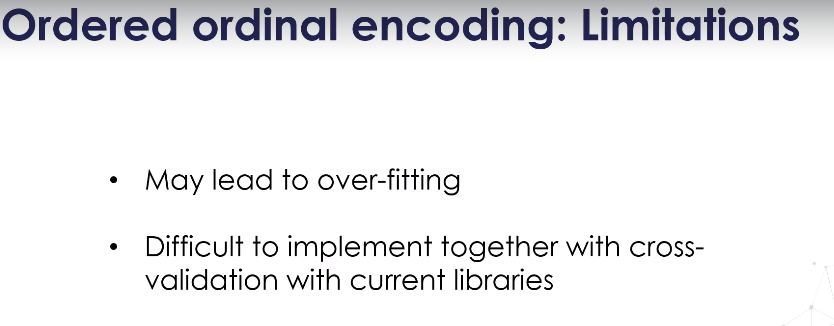 Ordered ordinal encoding: Limitations
• May lead to over-fitting
• Difficult to implement together with cross-
validation with current libraries